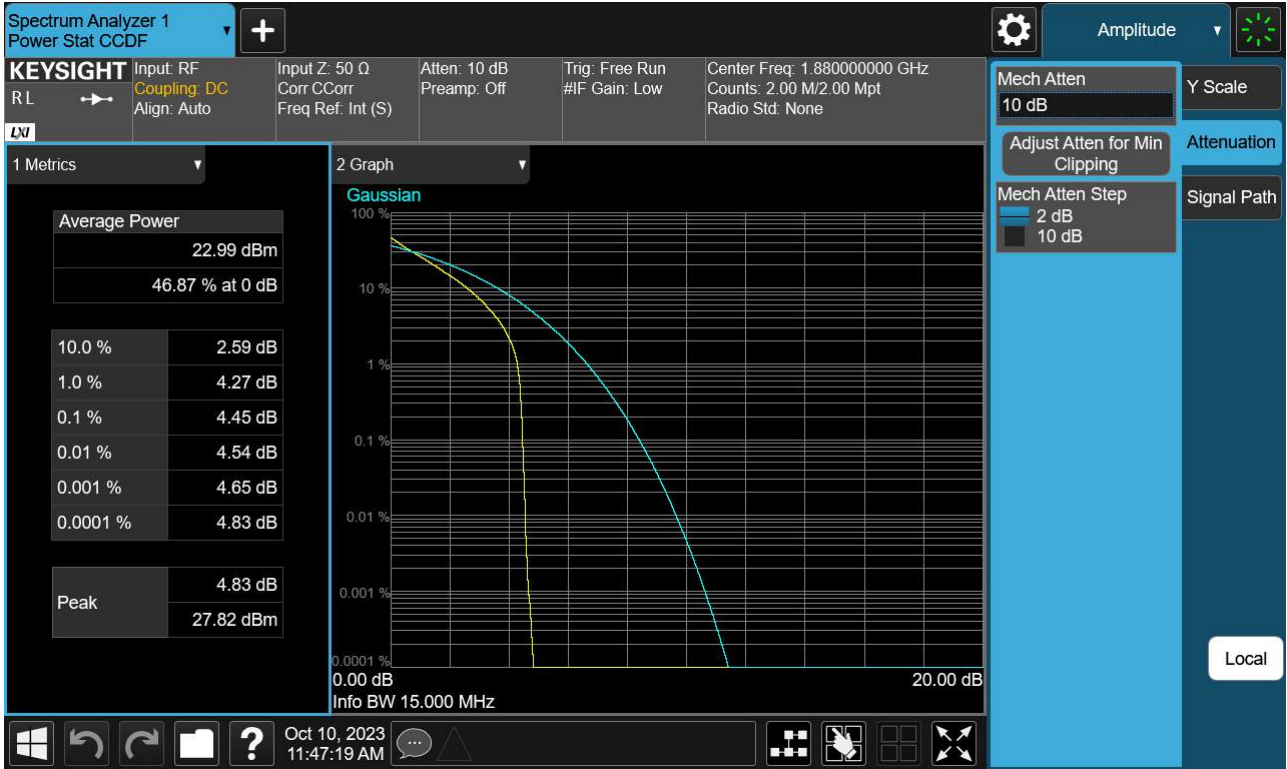 Spectrum Analyzer 1
Power Stat CCDF
Amplitude
KEYSIGHT
R L
LXI
Input: RF
Coupling: DC
Align: Auto
Input Z: 50 Ω
Corr CCorr
Freq Ref: Int (S)
Atten: 10 dB
Preamp: Off
Trig: Free Run
#IF Gain: Low
Center Freq: 1.880000000 GHz
Counts: 2.00 M/2.00 Mpt
Radio Std: None
1 Metrics
Average Power
22.99 dBm
46.87 % at 0 dB
10.0 % 2.59 dB
1.0 % 4.27 dB
0.1 % 4.45 dB
0.01 % 4.54 dB
0.001 % 4.65 dB
0.0001 % 4.83 dB
Peak
4.83 dB
27.82 dBm
2 Graph
Gaussian
100 %
10 %
1 %
0.1 %
0.01 %
0.001 %
0.0001 %
0.00 dB 20.00 dB
Info BW 15.000 MHz
Mech Atten
10 dB
Adjust Atten for Min
Clipping
Mech Atten Step
2 dB
10 dB
Y Scale
Attenuation
Signal Path
Local
?
Oct 10, 2023
11:47:19 AM